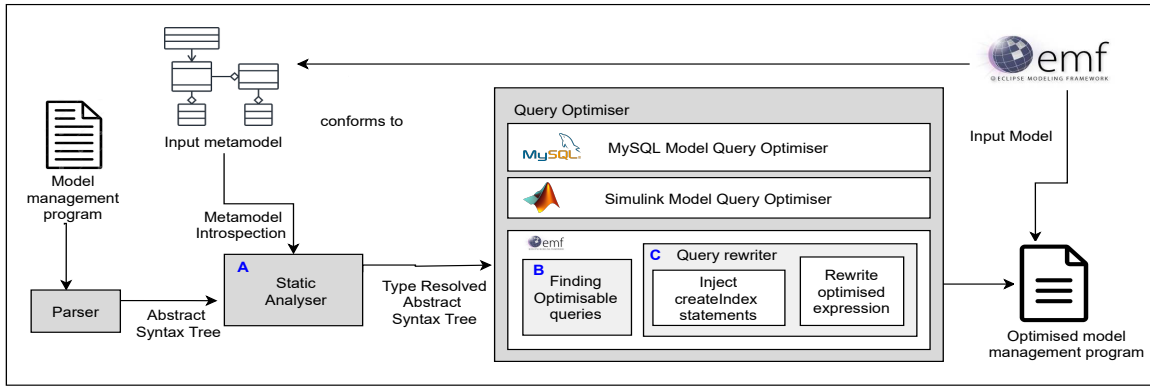 emf
ECLIPSE MODELING FRAMEWORK
Input metamodel
conforms to
Input Model
Model
management
program
Metamodel
Introspection
Parser
Abstract
Syntax Tree
A
Static
Analyser
Type Resolved
Abstract
Syntax Tree
Query Optimiser
MySQL
MySQL Model Query Optimiser
Simulink Model Query Optimiser
emf
B
Finding
Optimisable
queries
C
Query rewriter
Inject
createIndex
statements
Rewrite
optimised
expression
Optimised model
management program